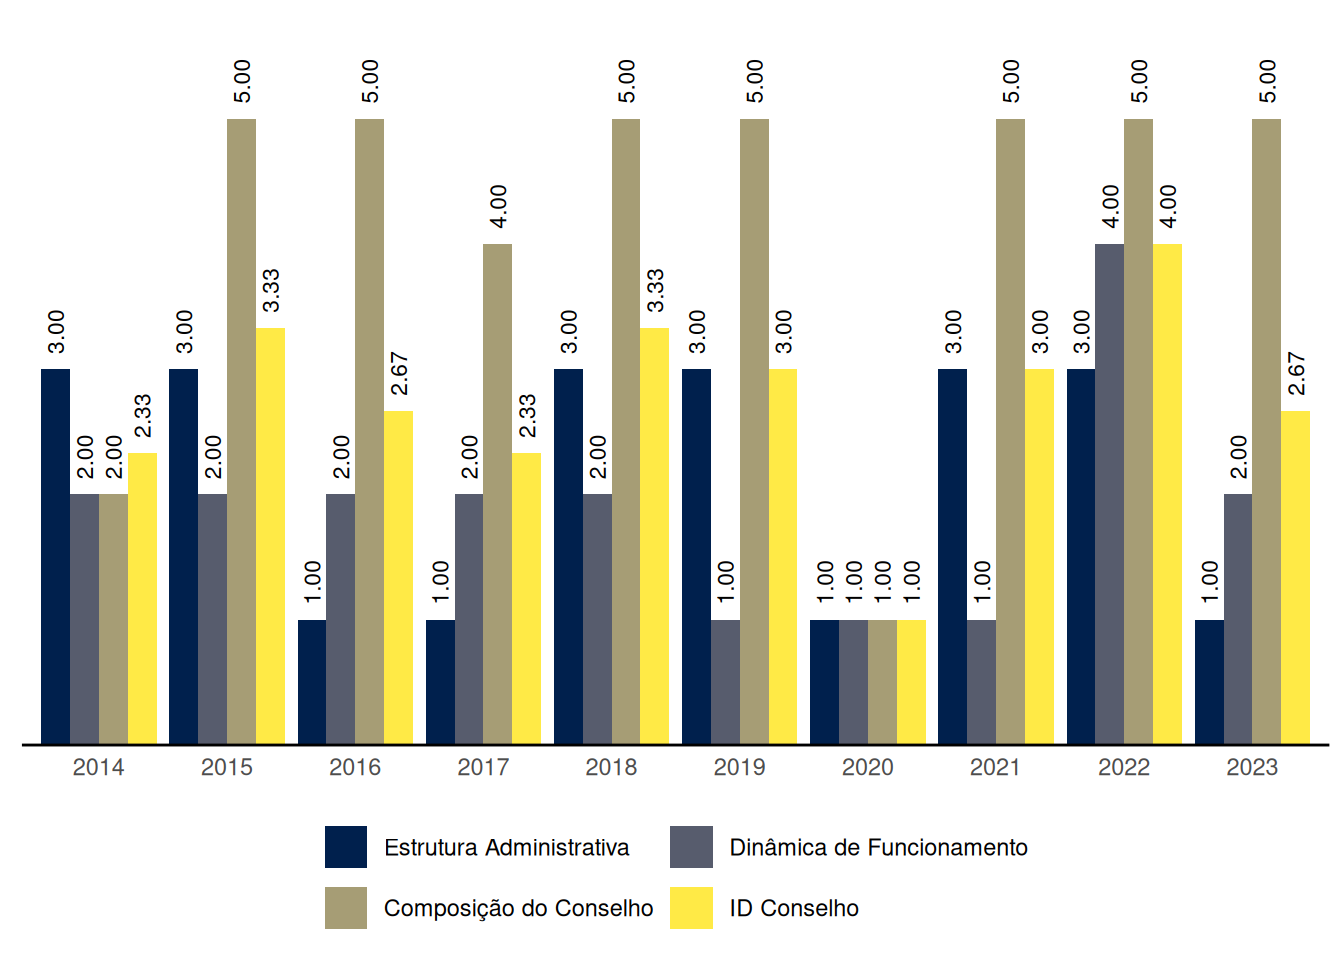 3.00 2.00 2.00 2.33
3.00 2.00 5.00 3.33
1.00 2.00 5.00 2.67
1.00 2.00 4.00 2.33
3.00 2.00 5.00 3.33
3.00 1.00 5.00 3.00
1.00 1.00 1.00 1.00
3.00 1.00 5.00 3.00
3.00 4.00 5.00 4.00
1.00 2.00 5.00 2.67
2014 2015 2016 2017 2018 2019 2020 2021 2022 2023
Estrutura Administrativa Dinâmica de Funcionamento
Composição do Conselho ID Conselho